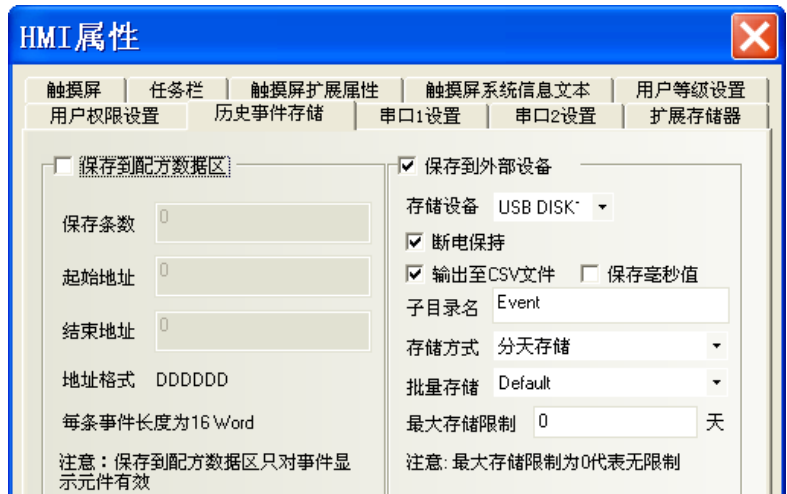 HMI属性
触摸屏 任务栏 触摸屏扩展属性 触摸屏系统信息文本 用户等级设置
用户权限设置 历史事件存储 串口1设置 串口2设置 扩展存储器
保存到配方数据区
保存条数 0
起始地址 0
结束地址 0
地址格式 DDDDDD
每条事件长度为16 Word
注意：保存到配方数据区只对事件显
示元件有效
保存到外部设备
存储设备 USB DISK
断电保持
输出至CSV文件 保存毫秒值
子目录名 Event
存储方式 分天存储
批量存储 Default
最大存储限制 0 天
注意: 最大存储限制为0代表无限制